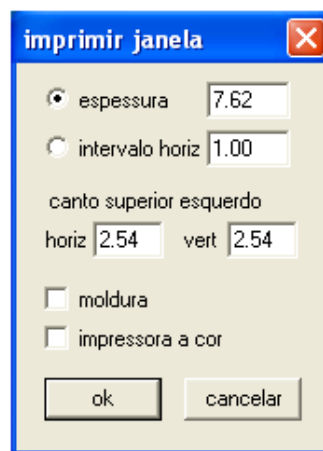 imprimir janela
espessura 7.62
intervalo horiz 1.00
canto superior esquerdo
horiz 2.54 vert 2.54
moldura
impressora a cor
ok cancelar